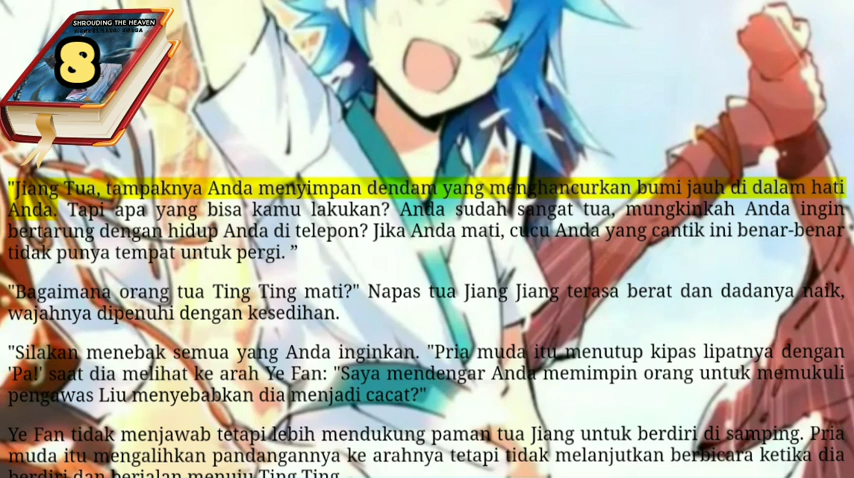 SHROUDING THE HEAVEN
8
"Jiang Tua, tampaknya Anda menyimpan dendam yang menghancurkan bumi jauh di dalam hati
Anda. Tapi apa yang bisa kamu lakukan? Anda sudah sangat tua, mungkinkah Anda ingin
bertarung dengan hidup Anda di telepon? Jika Anda mati, cucu Anda yang cantik ini benar-benar
tidak punya tempat untuk pergi. ”
"Bagaimana orang tua Ting Ting mati?" Napas tua Jiang Jiang terasa berat dan dadanya naik,
wajahnya dipenuhi dengan kesedihan.
"Silakan menebak semua yang Anda inginkan. "Pria muda itu menutup kipas lipatnya dengan
'Pa!' saat dia melihat ke arah Ye Fan: "Saya mendengar Anda memimpin orang untuk memukuli
pengawas Liu menyebabkan dia menjadi cacat?"
Ye Fan tidak menjawab tetapi lebih mendukung paman tua Jiang untuk berdiri di samping. Pria
muda itu mengalihkan pandangannya ke arahnya tetapi tidak melanjutkan berbicara ketika dia
berdiri dan berjalan menuju Ting Ting.